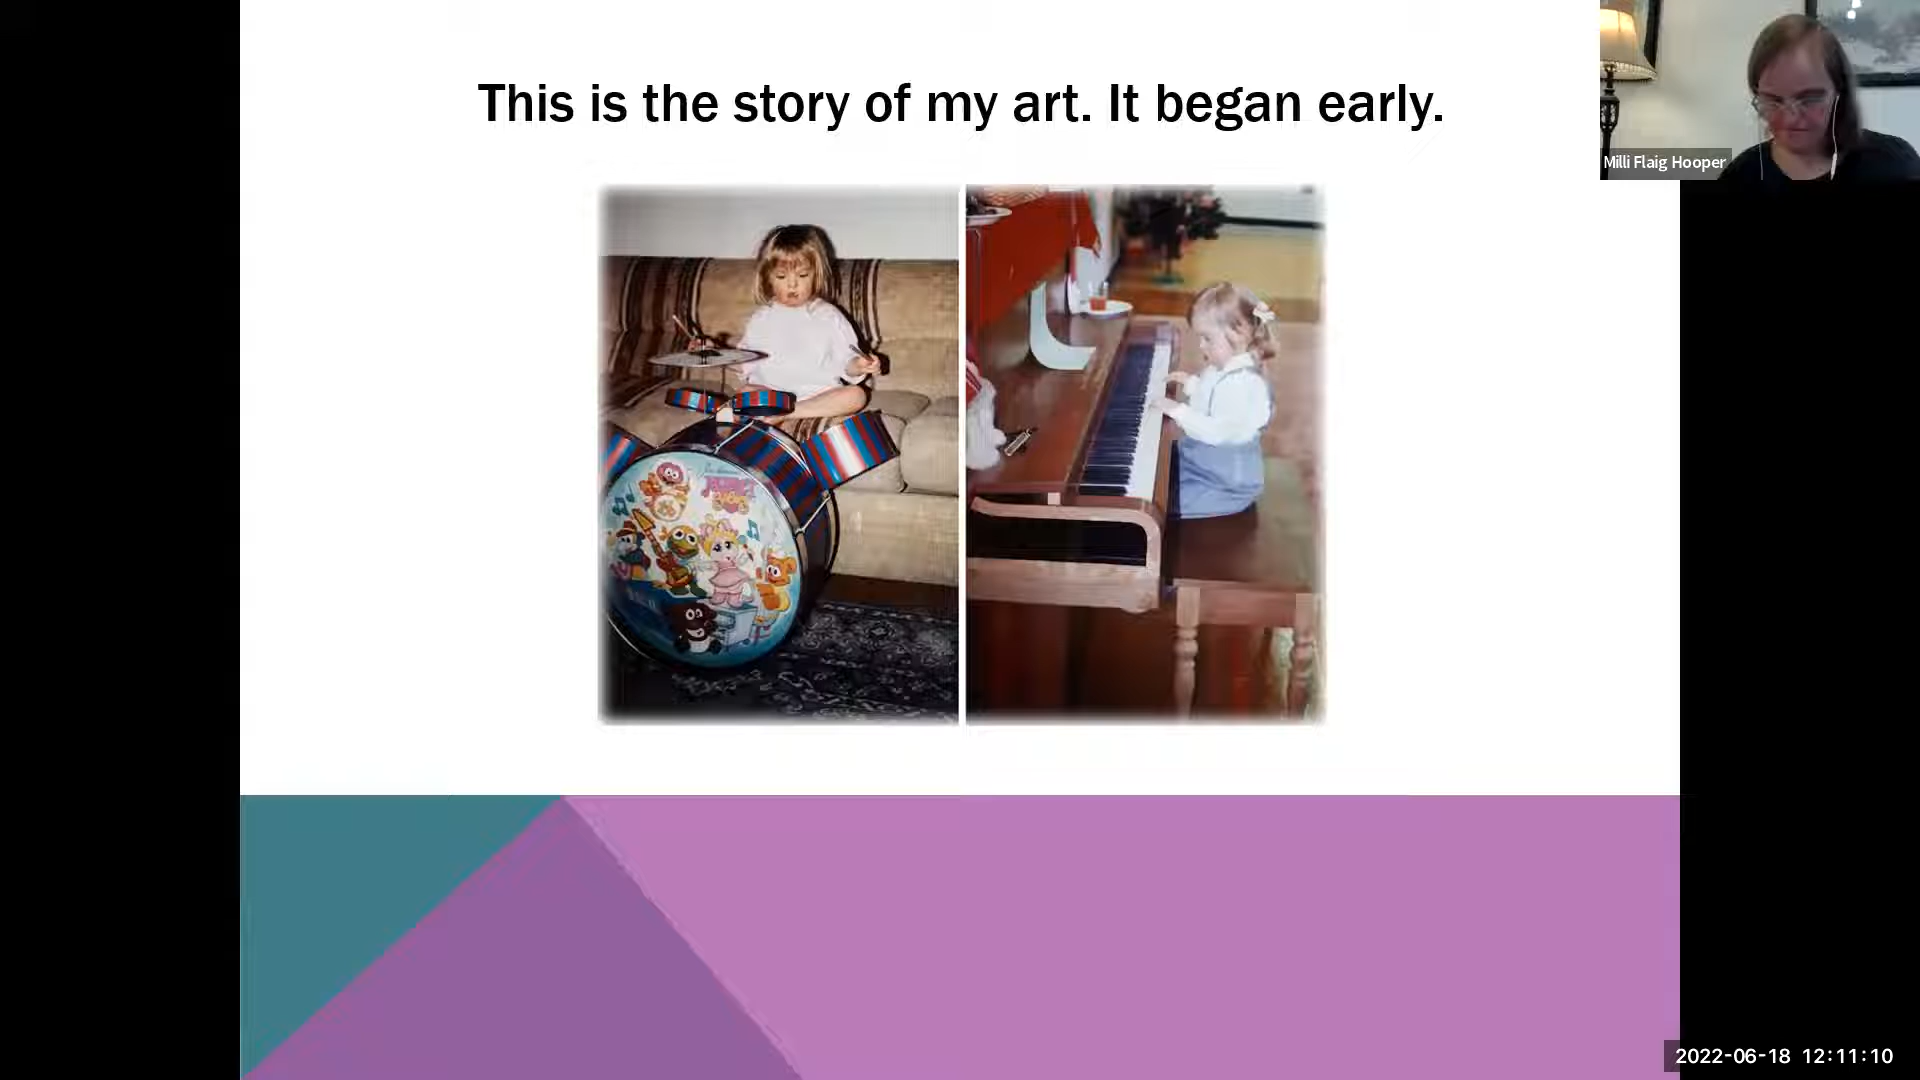 This is the story of my art. It began early.
Milli Flaig Hooper
2022-06-18 12:11:10